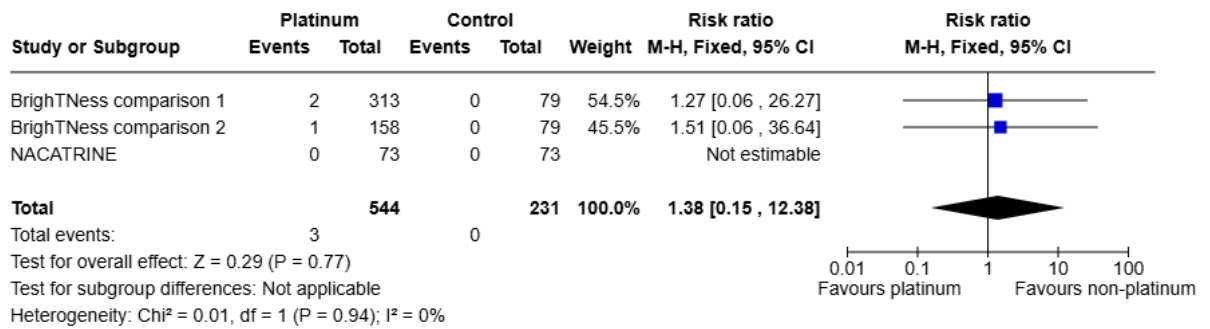 Platinum Control Risk ratio Risk ratio
Study or Subgroup Events Total Events Total Weight M-H, Fixed, 95% CI M-H, Fixed, 95% CI
BrighTNess comparison 1 2 313 0 79 54.5% 1.27 [0.06 , 26.27]
BrighTNess comparison 2 1 158 0 79 45.5% 1.51 [0.06 , 36.64]
NACATRINE 0 73 0 73 Not estimable
Total 544 231 100.0% 1.38 [0.15 , 12.38]
Total events: 3 0
Test for overall effect: Z = 0.29 (P = 0.77)
Test for subgroup differences: Not applicable
Heterogeneity: Chi² = 0.01, df = 1 (P = 0.94); I² = 0%
0.01 0.1 1 10 100
Favours platinum Favours non-platinum